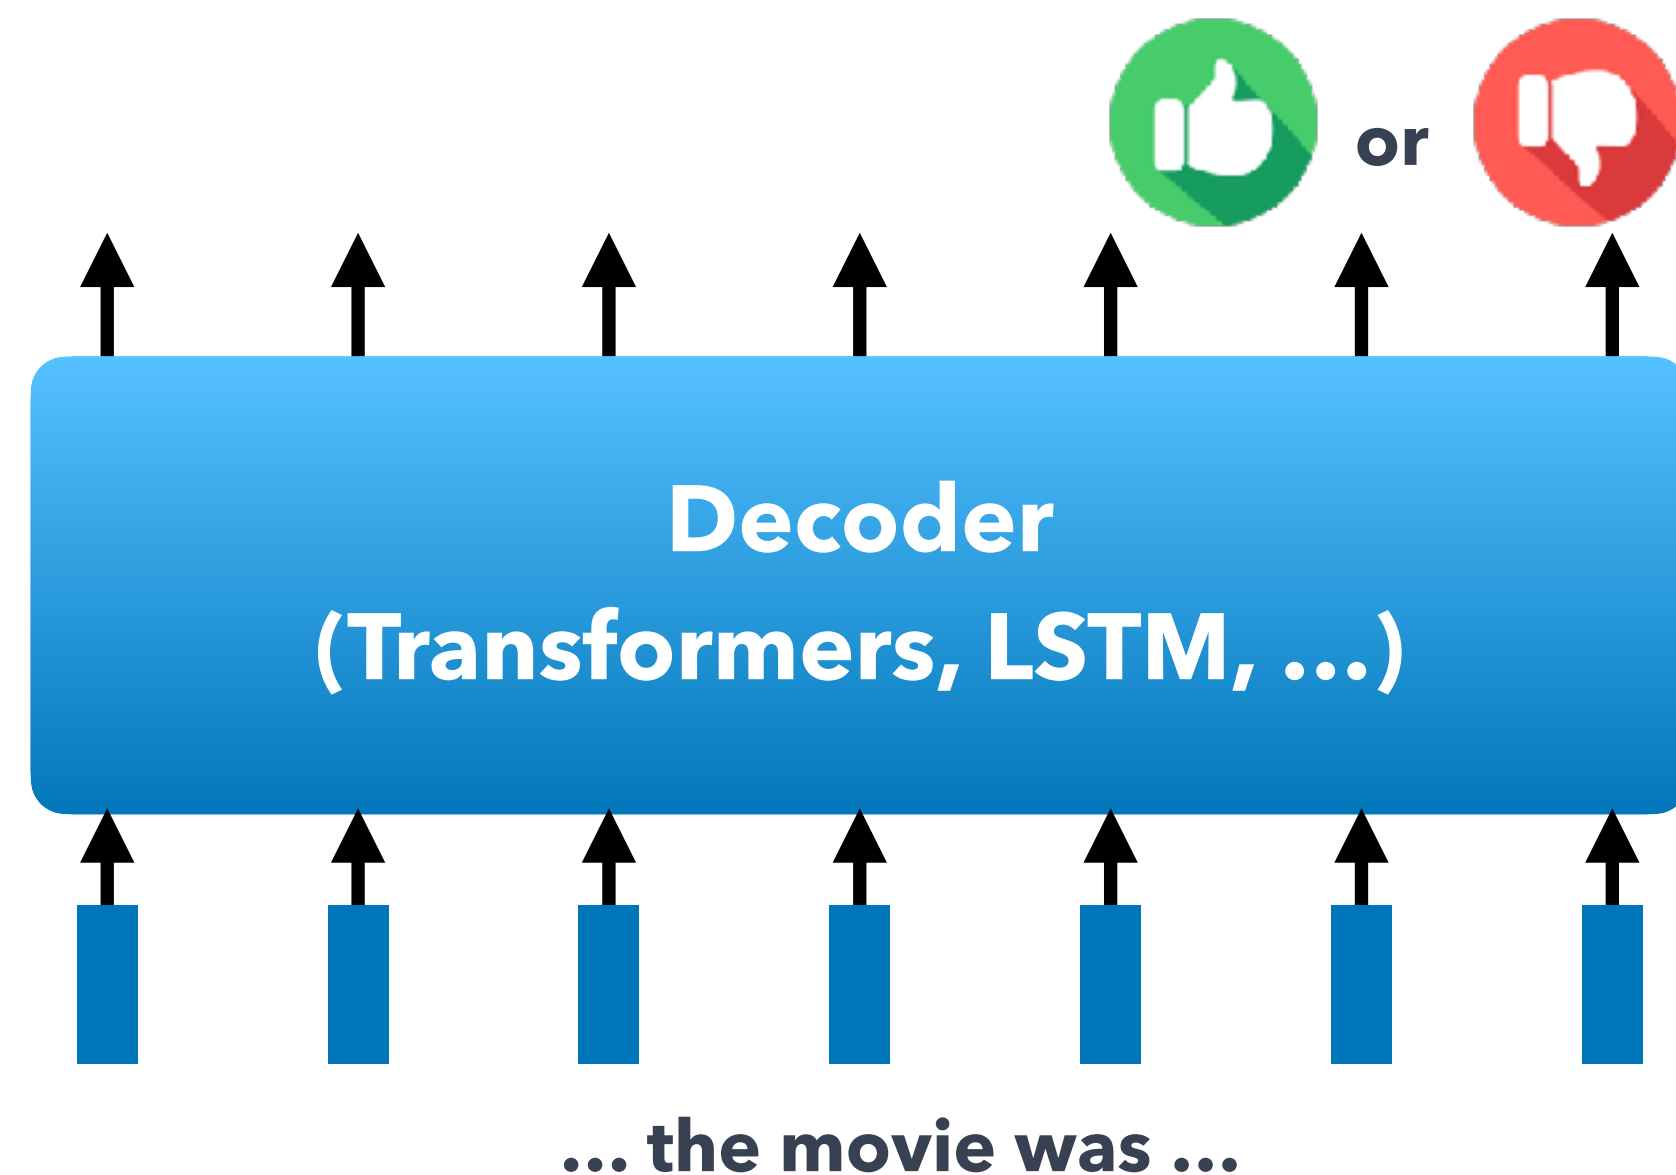 or
Decoder
(Transformers, LSTM, ...)
... the movie was ...